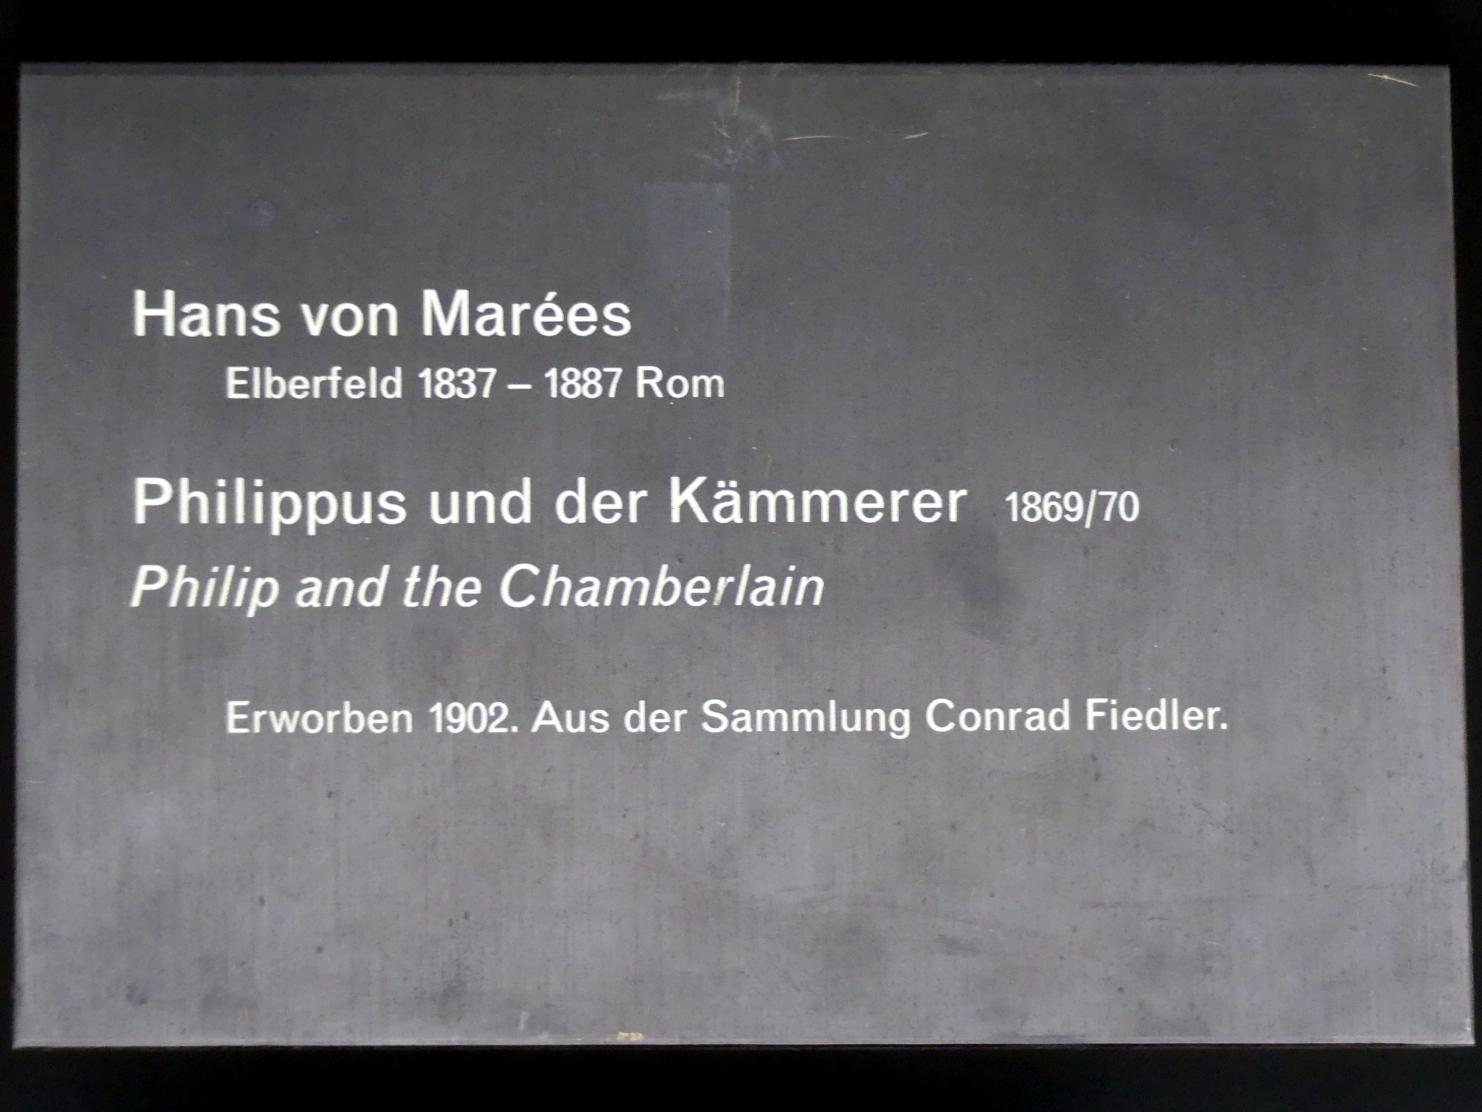 Hans von Marées
Elberfeld 1837 – 1887 Rom
Philippus und der Kämmerer 1869/70
Philip and the Chamberlain
Erworben 1902. Aus der Sammlung Conrad Fiedler.